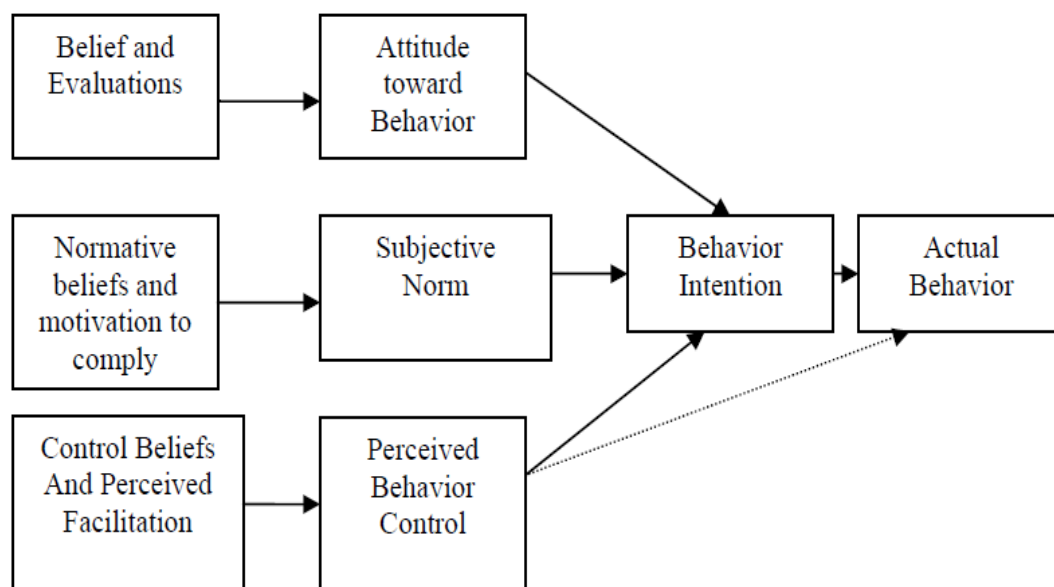 Belief and
Evaluations
Attitude
toward
Behavior
Normative
beliefs and
motivation to
comply
Subjective
Norm
Behavior
Intention
Actual
Behavior
Control Beliefs
And Perceived
Facilitation
Perceived
Behavior
Control